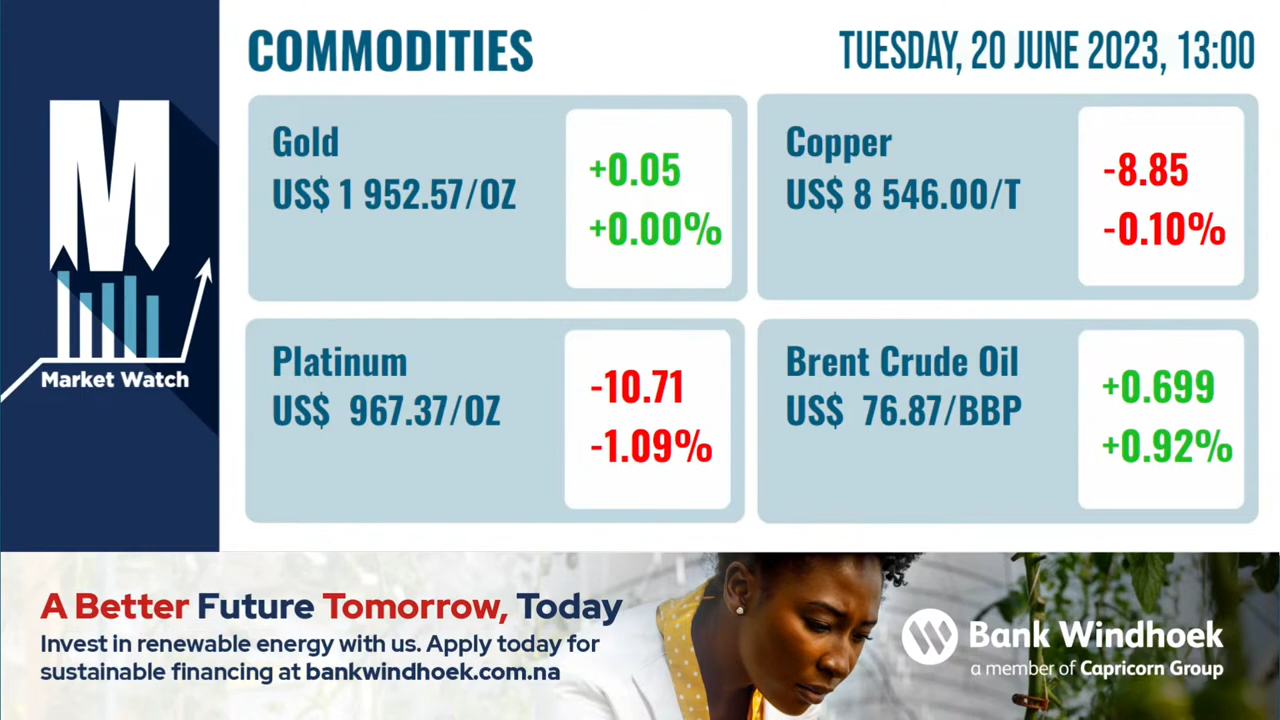 COMMODITIES
TUESDAY, 20 JUNE 2023, 13:00
M
Market Watch
Gold
US$ 1 952.57/OZ
+0.05
+0.00%
Copper
US$ 8 546.00/T
-8.85
-0.10%
Platinum
US$ 967.37/OZ
-10.71
-1.09%
Brent Crude Oil
US$ 76.87/BBP
+0.699
+0.92%
A Better Future Tomorrow, Today
Invest in renewable energy with us. Apply today for
sustainable financing at bankwindhoek.com.na
Bank Windhoek
a member of Capricorn Group